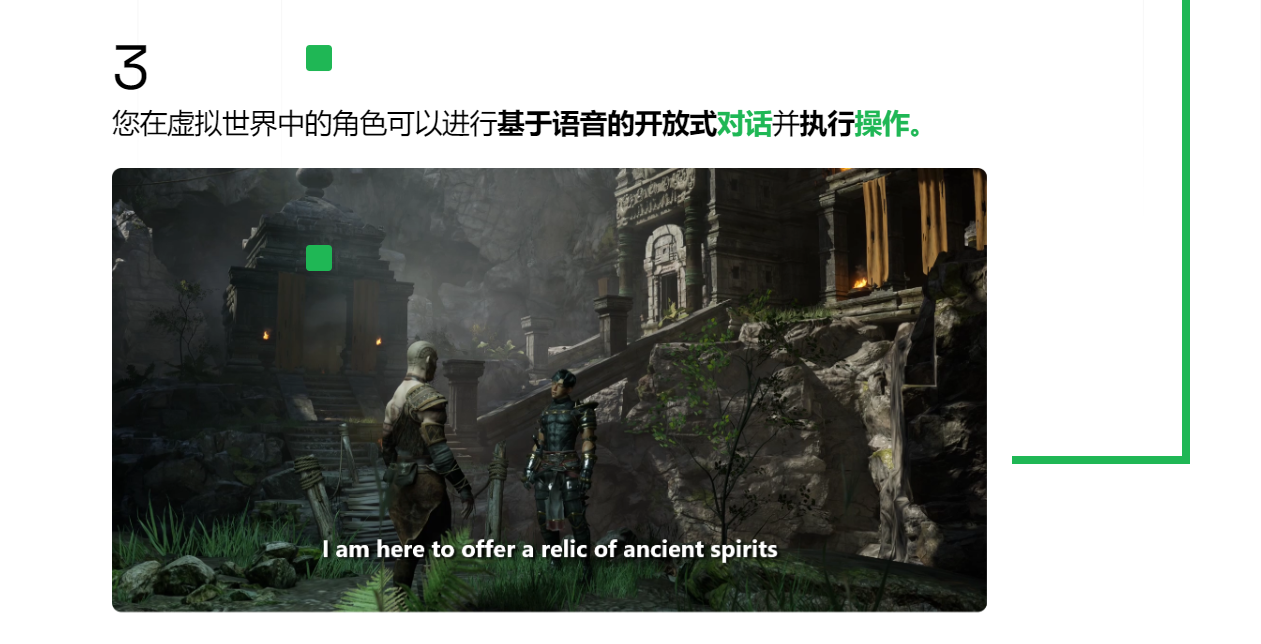 3
您在虚拟世界中的角色可以进行基于语音的开放式对话并执行操作。
I am here to offer a relic of ancient spirits